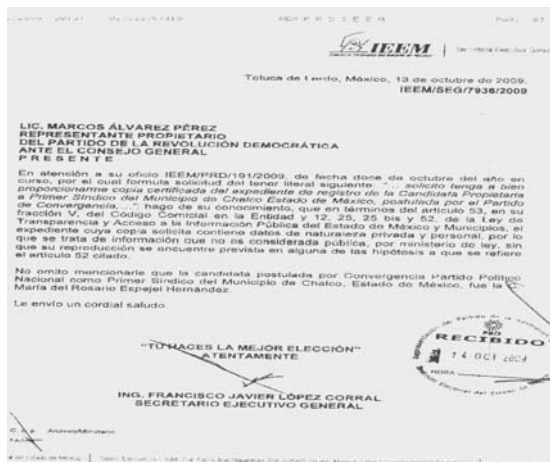 IEEM
Toluca de Lerdo, México, 13 de octubre de 2009.
IEEM/SEG/7936/2009
LIC. MARCOS ÁLVAREZ PÉREZ
REPRESENTANTE PROPIETARIO
DEL PARTIDO DE LA REVOLUCIÓN DEMOCRÁTICA
ANTE EL CONSEJO GENERAL
P R E S E N T E
En atención a su oficio IEEM/PRD/191/2009, de fecha doce de octubre del año en
curso, por el cual formula solicitud del tenor literal siguiente: "... solicito tenga a bien
proporcionarme copia certificada del expediente de registro de la Candidata Propietaria
a Primer Síndico del Municipio de Chalco Estado de México, postulada por el Partido
de Convergencia,...": hago de su conocimiento, que en términos del artículo 53, en su
fracción V, del Código Comicial en la Entidad y 12, 25, 25 bis y 52, de la Ley de
Transparencia y Acceso a la Información Pública del Estado de México y Municipios, el
expediente cuya copia solicita contiene datos de naturaleza privada y personal, por lo
que se trata de información que no es considerada pública, por ministerio de ley, sin
que su reproducción se encuentre prevista en alguna de las hipótesis a que se refiere
el artículo 52 citado.
No omito mencionarle que la candidata postulada por Convergencia Partido Político
Nacional como Primer Síndico del Municipio de Chalco, Estado de México, fue la C.
María del Rosario Espejel Hernández.
Le envío un cordial saludo.
"TÚ HACES LA MEJOR ELECCIÓN"
ATENTAMENTE
PRD
RECIBIDO
14 OCT 2009
HORA
ING. FRANCISCO JAVIER LÓPEZ CORRAL
SECRETARIO EJECUTIVO GENERAL
C.c.p. Archivo/Minutario